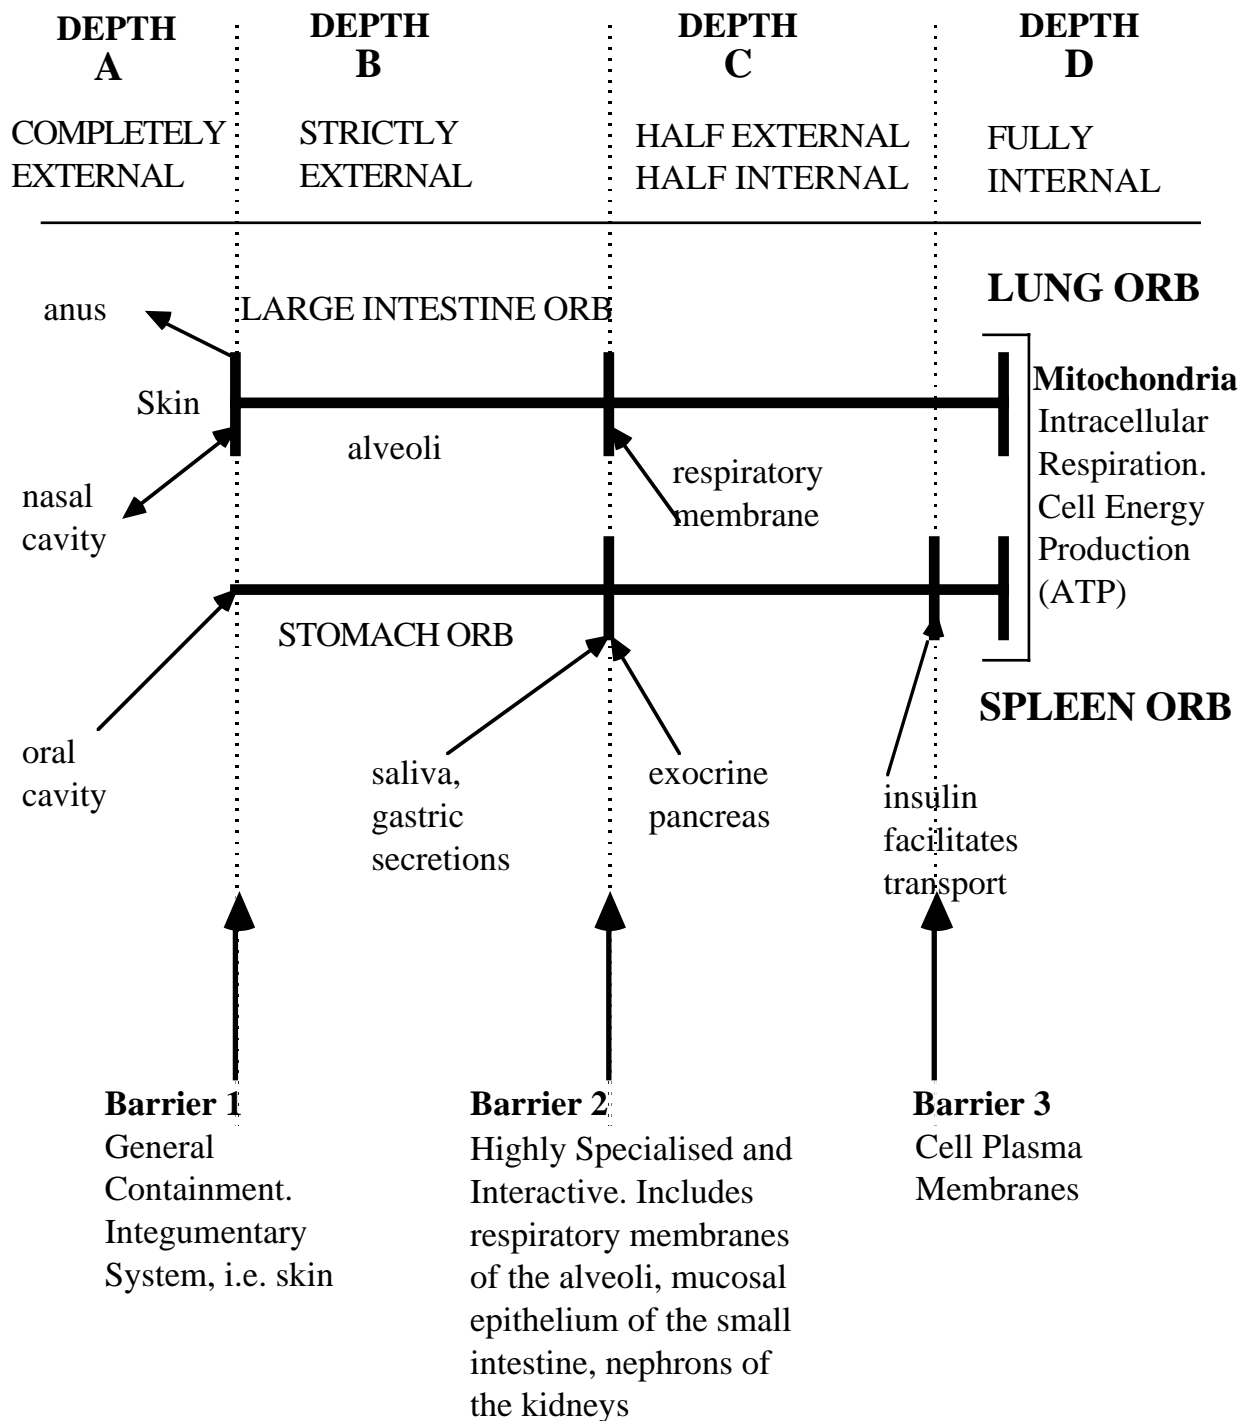 DEPTH
A
DEPTH
B
DEPTH
C
DEPTH
D
COMPLETELY
EXTERNAL
STRICTLY
EXTERNAL
HALF EXTERNAL
HALF INTERNAL
FULLY
INTERNAL
LUNG ORB
anus
LARGE INTESTINE ORB
Skin
alveoli
nasal
cavity
respiratory
membrane
Mitochondria
Intracellular
Respiration.
Cell Energy
Production
(ATP)
STOMACH ORB
SPLEEN ORB
oral
cavity
saliva,
gastric
secretions
exocrine
pancreas
insulin
facilitates
transport
Barrier 1
General
Containment.
Integumentary
System, i.e. skin
Barrier 2
Highly Specialised and
Interactive. Includes
respiratory membranes
of the alveoli, mucosal
epithelium of the small
intestine, nephrons of
the kidneys
Barrier 3
Cell Plasma
Membranes